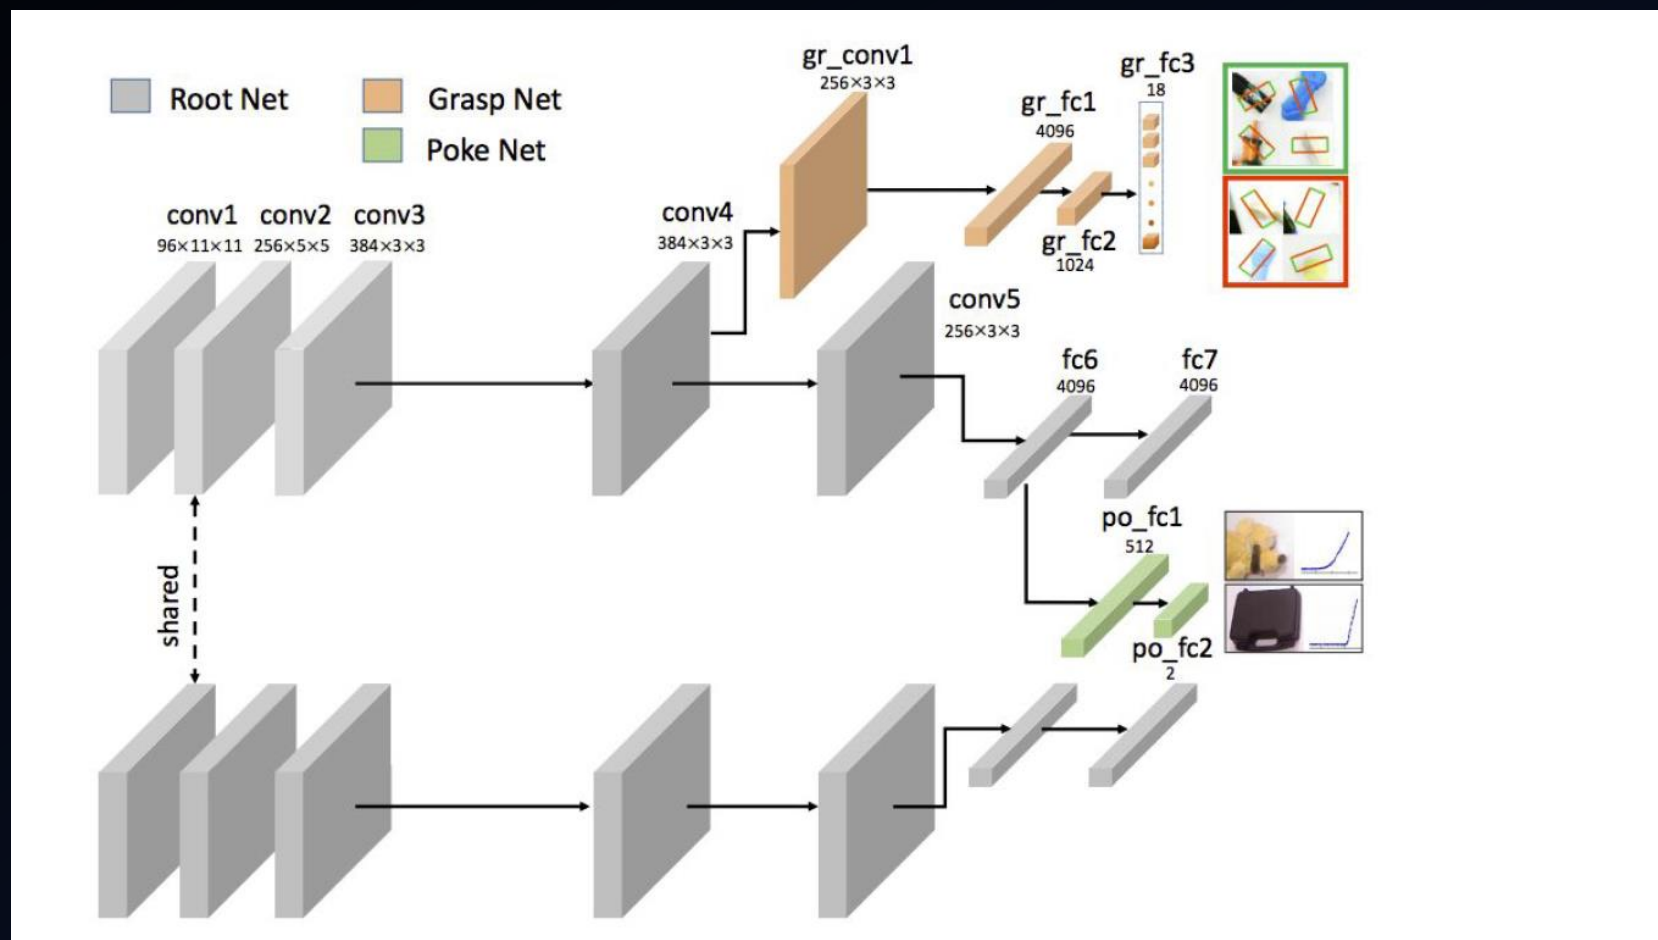 Root Net
Grasp Net
Poke Net
gr_conv1
256×3×3
gr_fc1
4096
gr_fc2
1024
gr_fc3
18
conv1
96×11×11
conv2
256×5×5
conv3
384×3×3
conv4
384×3×3
conv5
256×3×3
fc6
4096
fc7
4096
po_fc1
512
po_fc2
2
shared